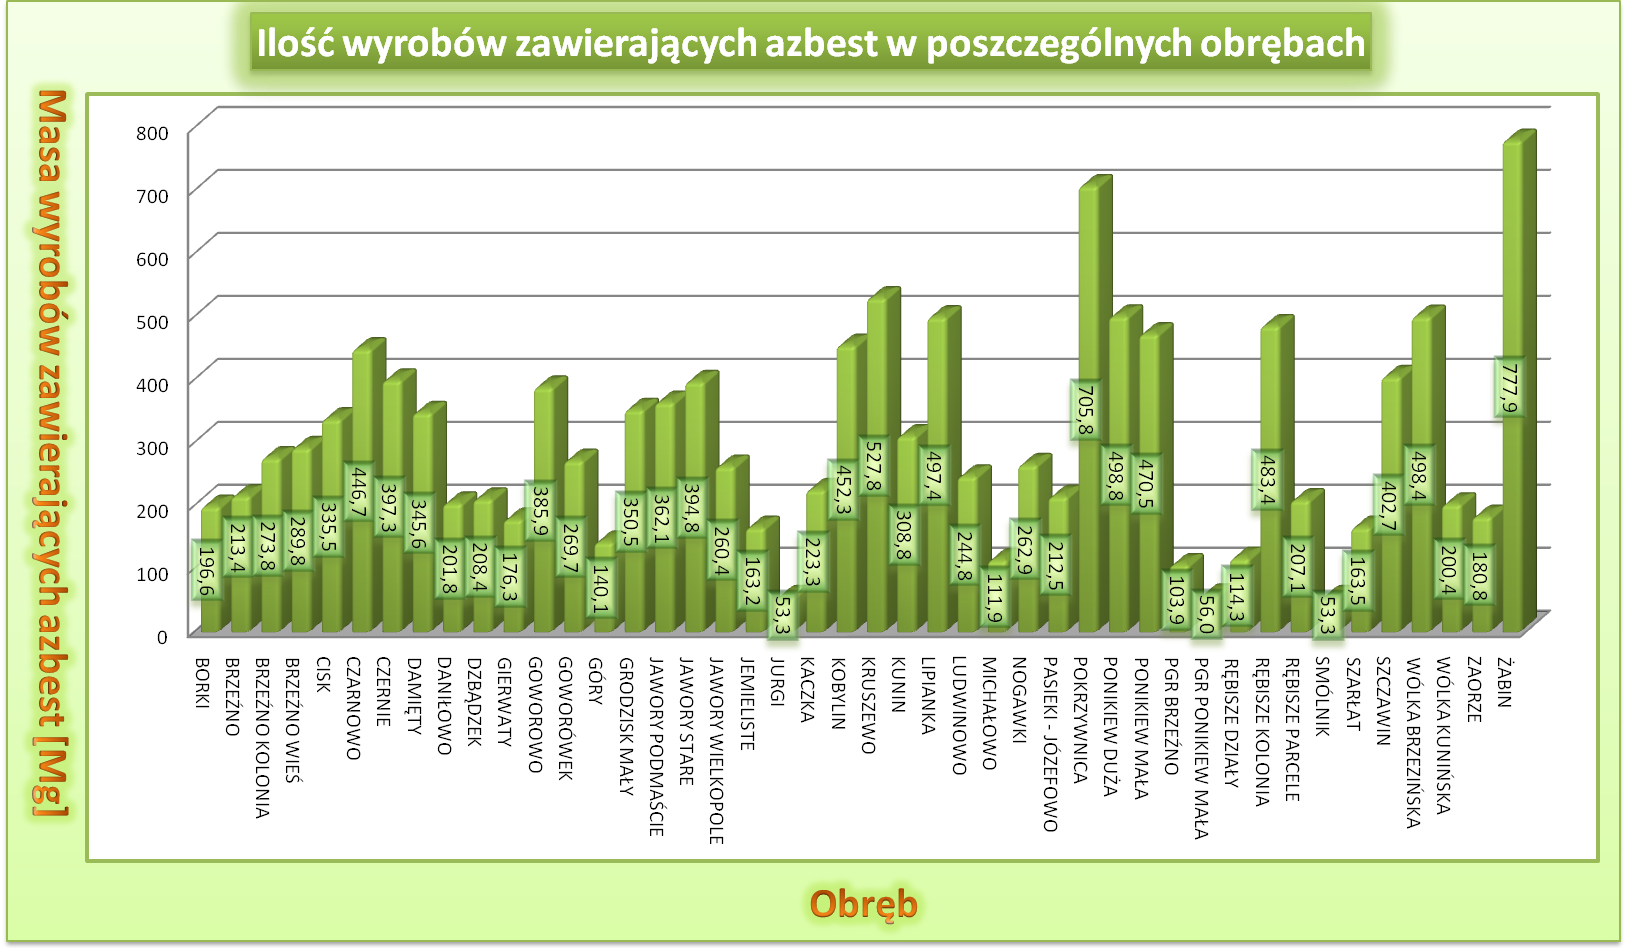 Ilość wyrobów zawierających azbest w poszczególnych obrębach
Masa wyrobów zawierających azbest [Mg]
800
700
600
500
400
300
200
100
0
196,6
213,4
273,8
289,8
335,5
446,7
397,3
345,6
201,8
208,4
176,3
385,9
269,7
140,1
350,5
362,1
394,8
260,4
163,2
53,3
223,3
452,3
527,8
308,8
497,4
244,8
111,9
262,9
212,5
705,8
498,8
470,5
103,9
56,0
114,3
483,4
207,1
53,3
163,5
402,7
498,4
200,4
180,8
777,9
BORKI
BRZEŹNO
BRZEŹNO KOLONIA
BRZEŹNO WIEŚ
CISK
CZARNOWO
CZERNIE
DAMIĘTY
DANIŁOWO
DZBĄDZEK
GIERWATY
GOWOROWO
GOWORÓWEK
GÓRY
GRODZISK MAŁY
JAWORY PODMAŚCIE
JAWORY STARE
JAWORY WIELKOPOLE
JEMIELISTE
JURGI
KACZKA
KOBYLIN
KRUSZEWO
KUNIN
LIPIANKA
LUDWINOWO
MICHAŁOWO
NOGAWKI
PASIEKI - JÓZEFOWO
POKRZYWNICA
PONIKIEW DUŻA
PONIKIEW MAŁA
PGR BRZEŹNO
PGR PONIKIEW MAŁA
RĘBISZE DZIAŁY
RĘBISZE KOLONIA
RĘBISZE PARCELE
SMÓLNIK
SZARŁAT
SZCZAWIN
WÓLKA BRZEZIŃSKA
WÓLKA KUNIŃSKA
ZAORZE
ŻABIN
Obręb